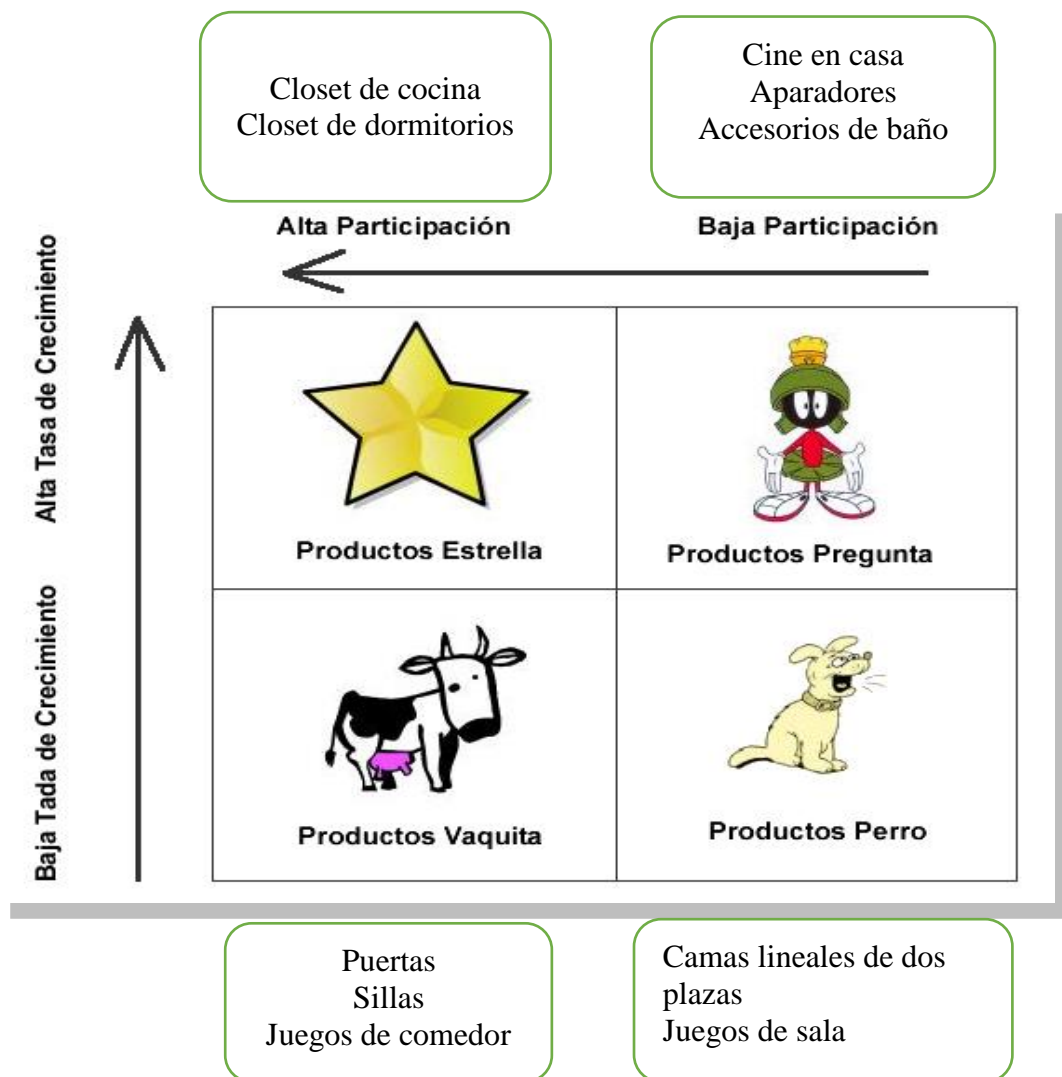 Closet de cocina
Closet de dormitorios
Cine en casa
Aparadores
Accesorios de baño
Alta Participación
Baja Participación
Alta Tasa de Crecimiento
Productos Estrella
Productos Pregunta
Baja Tada de Crecimiento
Productos Vaquita
Productos Perro
Puertas
Sillas
Juegos de comedor
Camas lineales de dos
plazas
Juegos de sala